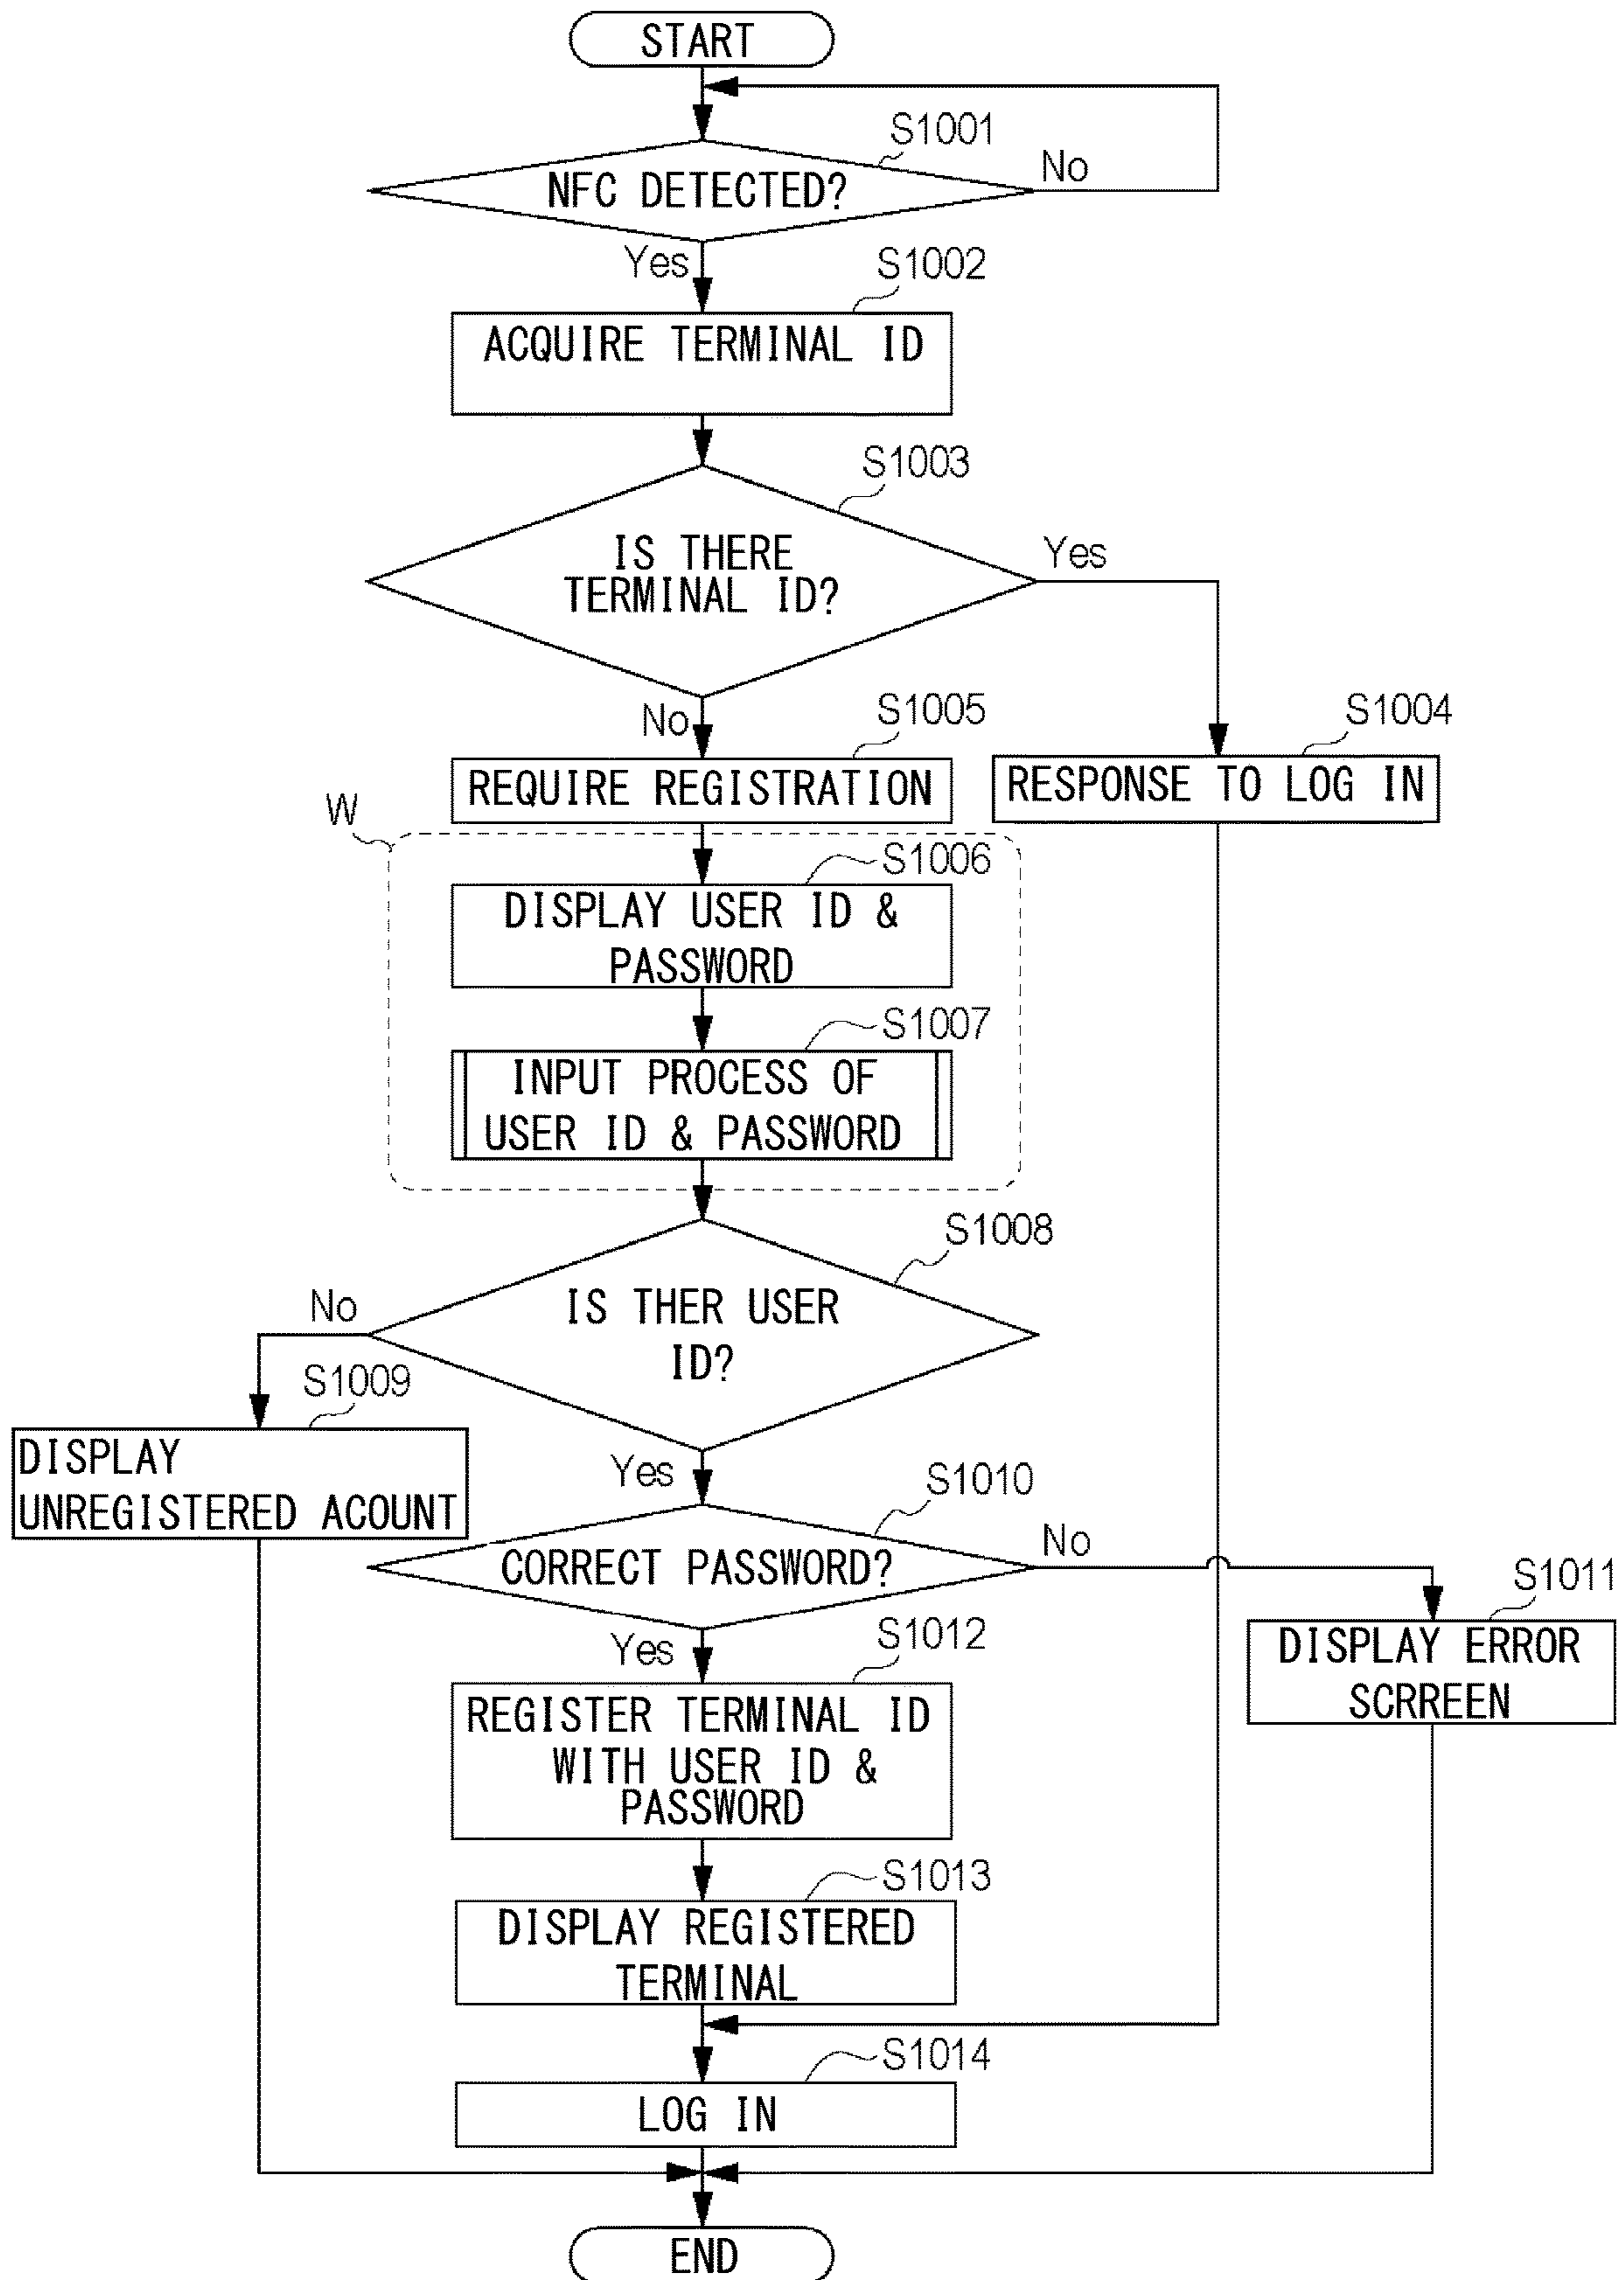 START
S1001
NFC DETECTED?
No
Yes
S1002
ACQUIRE TERMINAL ID
S1003
IS THERE
TERMINAL ID?
Yes
No
S1005
REQUIRE REGISTRATION
S1004
RESPONSE TO LOG IN
W
S1006
DISPLAY USER ID &
PASSWORD
S1007
INPUT PROCESS OF
USER ID & PASSWORD
S1008
IS THER USER
ID?
No
S1009
DISPLAY
UNREGISTERED ACOUNT
Yes
S1010
CORRECT PASSWORD?
No
S1011
DISPLAY ERROR
SCRREEN
Yes
S1012
REGISTER TERMINAL ID
WITH USER ID &
PASSWORD
S1013
DISPLAY REGISTERED
TERMINAL
S1014
LOG IN
END